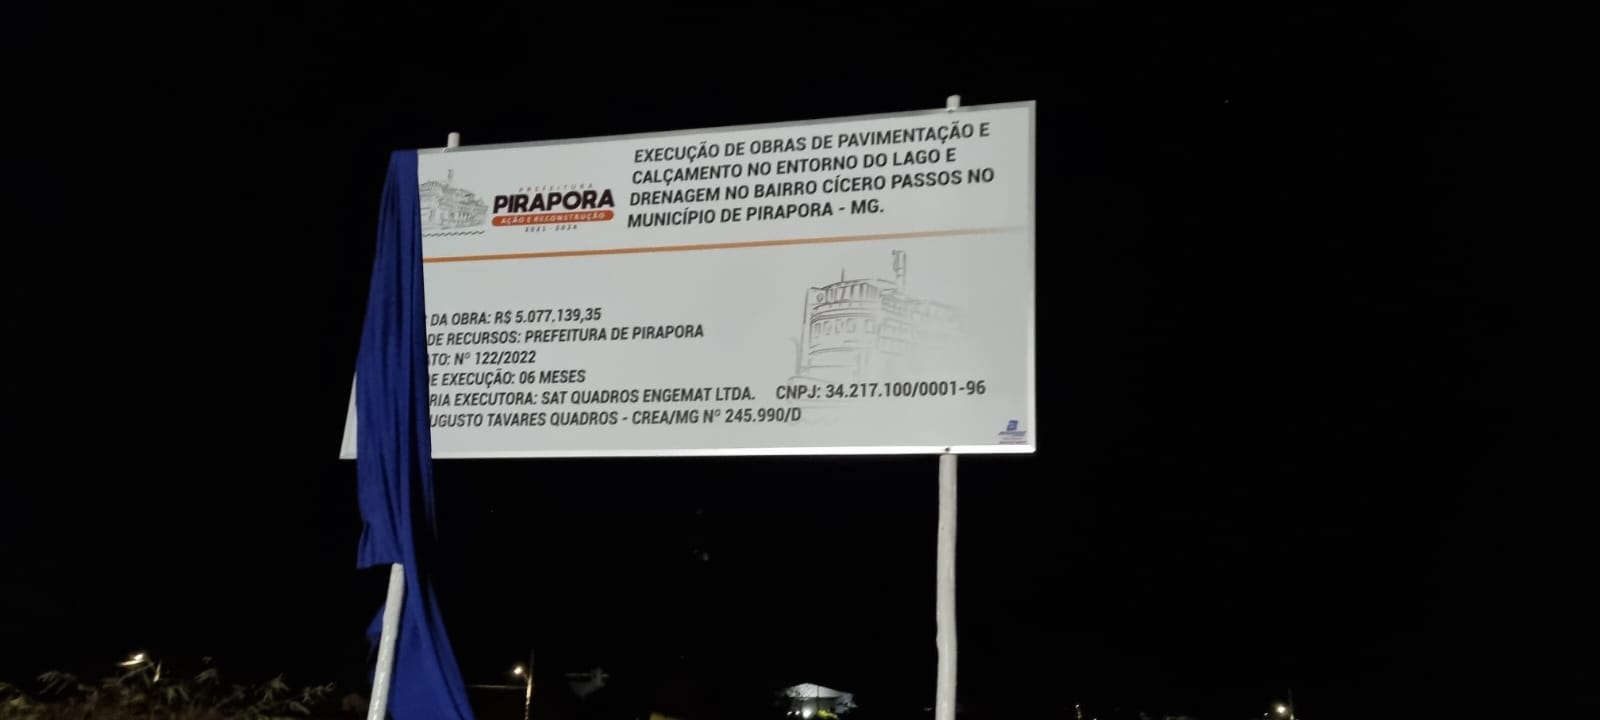 PREFEITURA
PIRAPORA
AÇÃO E RECONSTRUÇÃO
2021 - 2024
EXECUÇÃO DE OBRAS DE PAVIMENTAÇÃO E
CALÇAMENTO NO ENTORNO DO LAGO E
DRENAGEM NO BAIRRO CÍCERO PASSOS NO
MUNICÍPIO DE PIRAPORA - MG.
DA OBRA: R$ 5.077.139,35
DE RECURSOS: PREFEITURA DE PIRAPORA
TO: Nº 122/2022
E EXECUÇÃO: 06 MESES
RIA EXECUTORA: SAT QUADROS ENGEMAT LTDA. CNPJ: 34.217.100/0001-96
UGUSTO TAVARES QUADROS - CREA/MG Nº 245.990/D